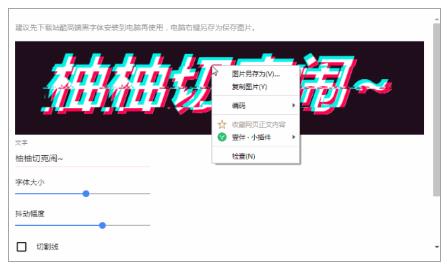 建议先下载站酷高端黑字体安装到电脑再使用，电脑右键另存为保存图片。
柚柚切克闹~
图片另存为(V)...
复制图片(Y)
编码
收藏网页正文内容
壹伴 · 小插件
检查(N)
文字
柚柚切克闹~
字体大小
抖动幅度
切割线